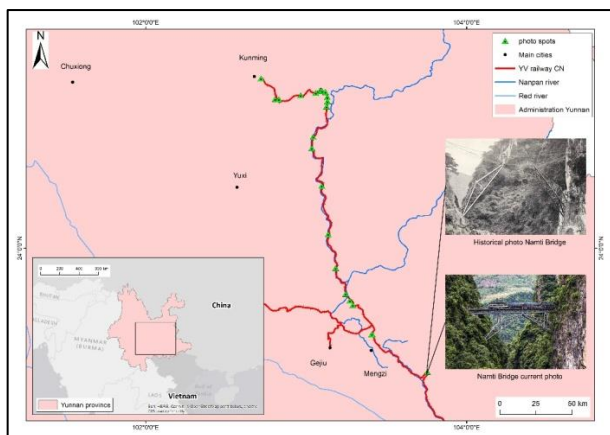 102°0'0"E
104°0'0"E
N
Chuxiong
Kunming
photo spots
Main cities
YV railway CN
Nanpan river
Red river
Administration Yunnan
Yuxi
24°0'0"N
24°0'0"N
Historical photo Namti Bridge
China
MYANMAR
(BURMA)
Vietnam
Yunnan province
Gejiu
Mengzi
Namti Bridge current photo
0 25 50 km
102°0'0"E
104°0'0"E